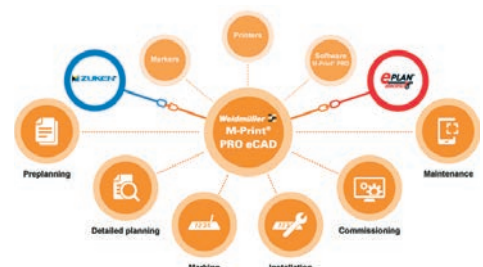 Printers
Markers
Software
M-Print® PRO
ZUKEN®
ePLAN®
Weidmüller
M-Print®
PRO eCAD
Preplanning
Maintenance
Detailed planning
Commissioning
Marking
Installation